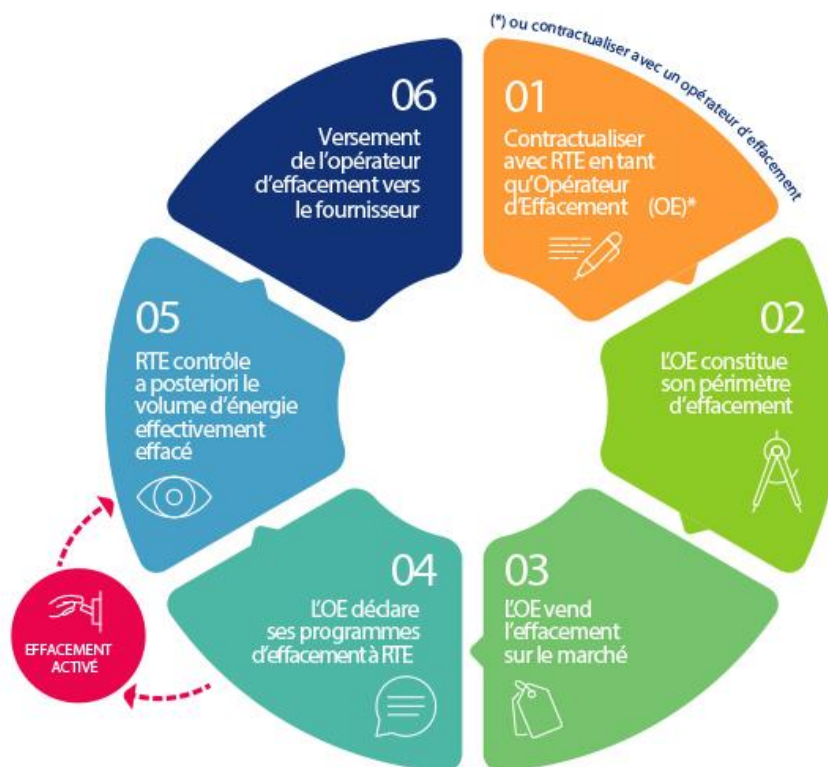 (*) ou contractualiser avec un opérateur d'effacement
01
Contractualiser
avec RTE en tant
qu'Opérateur
d'Effacement (OE)*
02
L'OE constitue
son périmètre
d'effacement
03
L'OE vend
l'effacement
sur le marché
04
L'OE déclare
ses programmes
d'effacement à RTE
EFFACEMENT
ACTIVÉ
05
RTE contrôle
a posteriori le
volume d'énergie
effectivement
effacé
06
Versement
de l'opérateur
d'effacement vers
le fournisseur